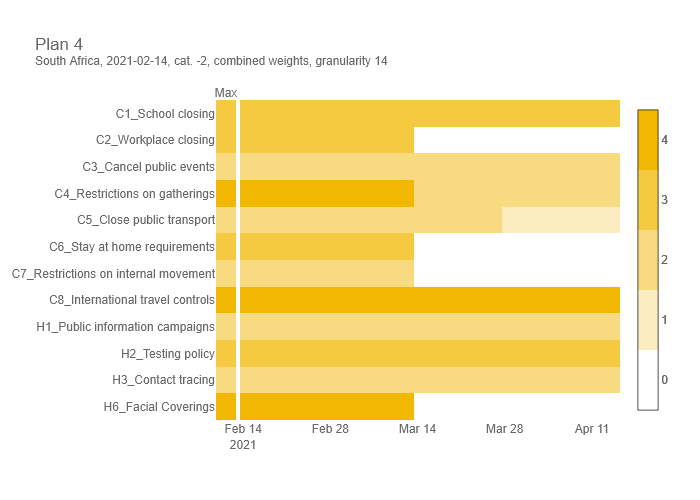 Plan 4
South Africa, 2021-02-14, cat. -2, combined weights, granularity 14
Max
C1_School closing
C2_Workplace closing
C3_Cancel public events
C4_Restrictions on gatherings
C5_Close public transport
C6_Stay at home requirements
C7_Restrictions on internal movement
C8_International travel controls
H1_Public information campaigns
H2_Testing policy
H3_Contact tracing
H6_Facial Coverings
Feb 14 Feb 28 Mar 14 Mar 28 Apr 11
2021
4
3
2
1
0